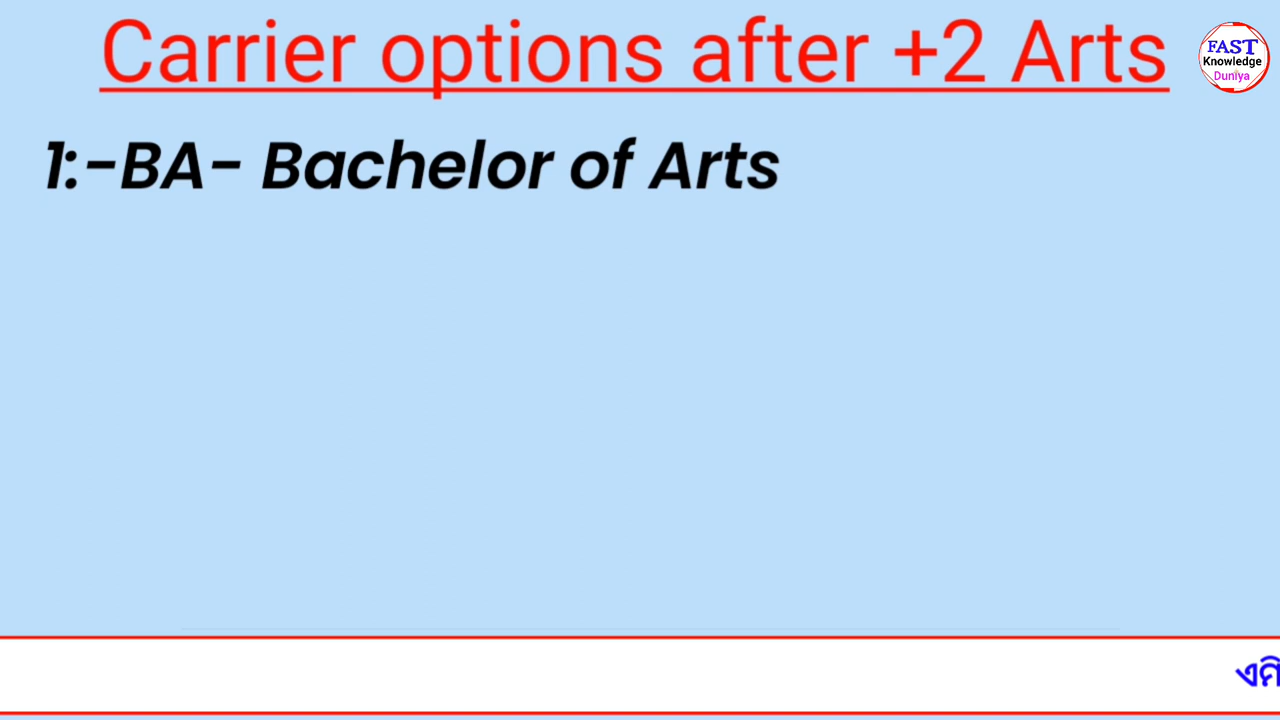 Carrier options after +2 Arts
FAST
Knowledge
Duniya
1:-BA- Bachelor of Arts